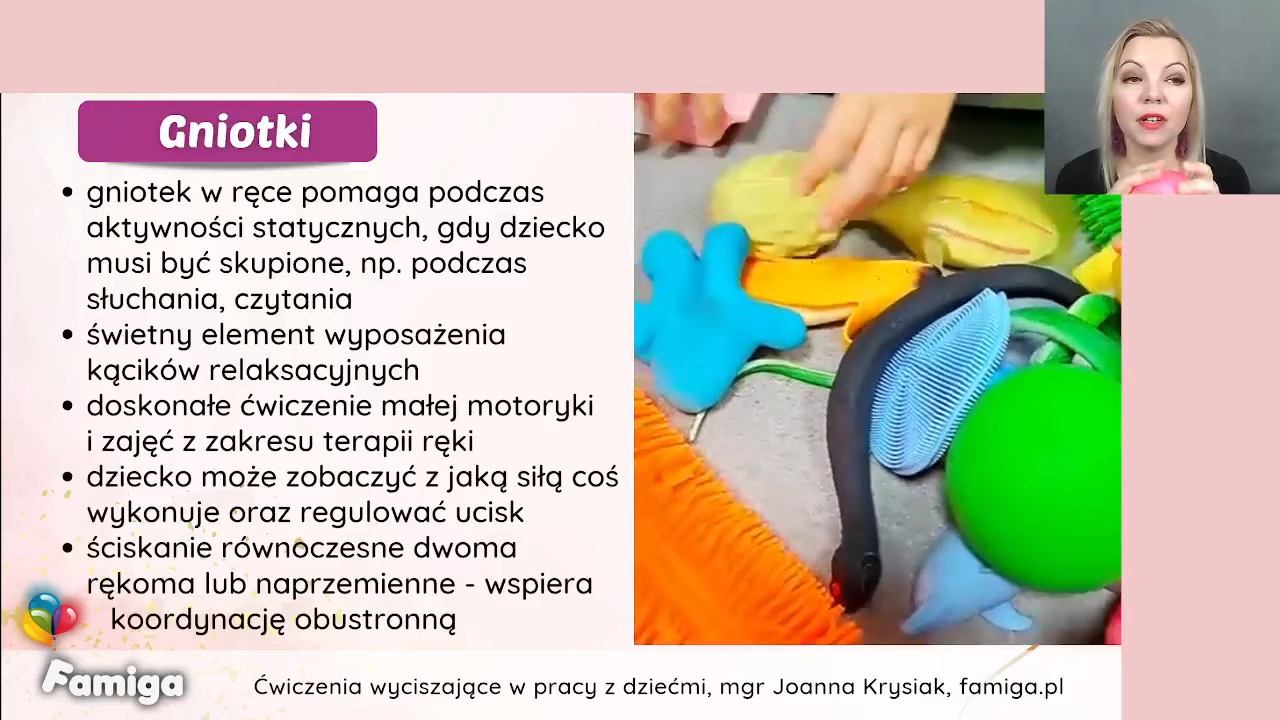 Gniotki
• gniotek w ręce pomaga podczas
aktywności statycznych, gdy dziecko
musi być skupione, np. podczas
słuchania, czytania
• świetny element wyposażenia
kącików relaksacyjnych
• doskonałe ćwiczenie małej motoryki
i zajęć z zakresu terapii ręki
• dziecko może zobaczyć z jaką siłą coś
wykonuje oraz regulować ucisk
• ściskanie równoczesne dwoma
rękoma lub naprzemienne - wspiera
koordynację obustronną
Famiga
Ćwiczenia wyciszające w pracy z dziećmi, mgr Joanna Krysiak, famiga.pl